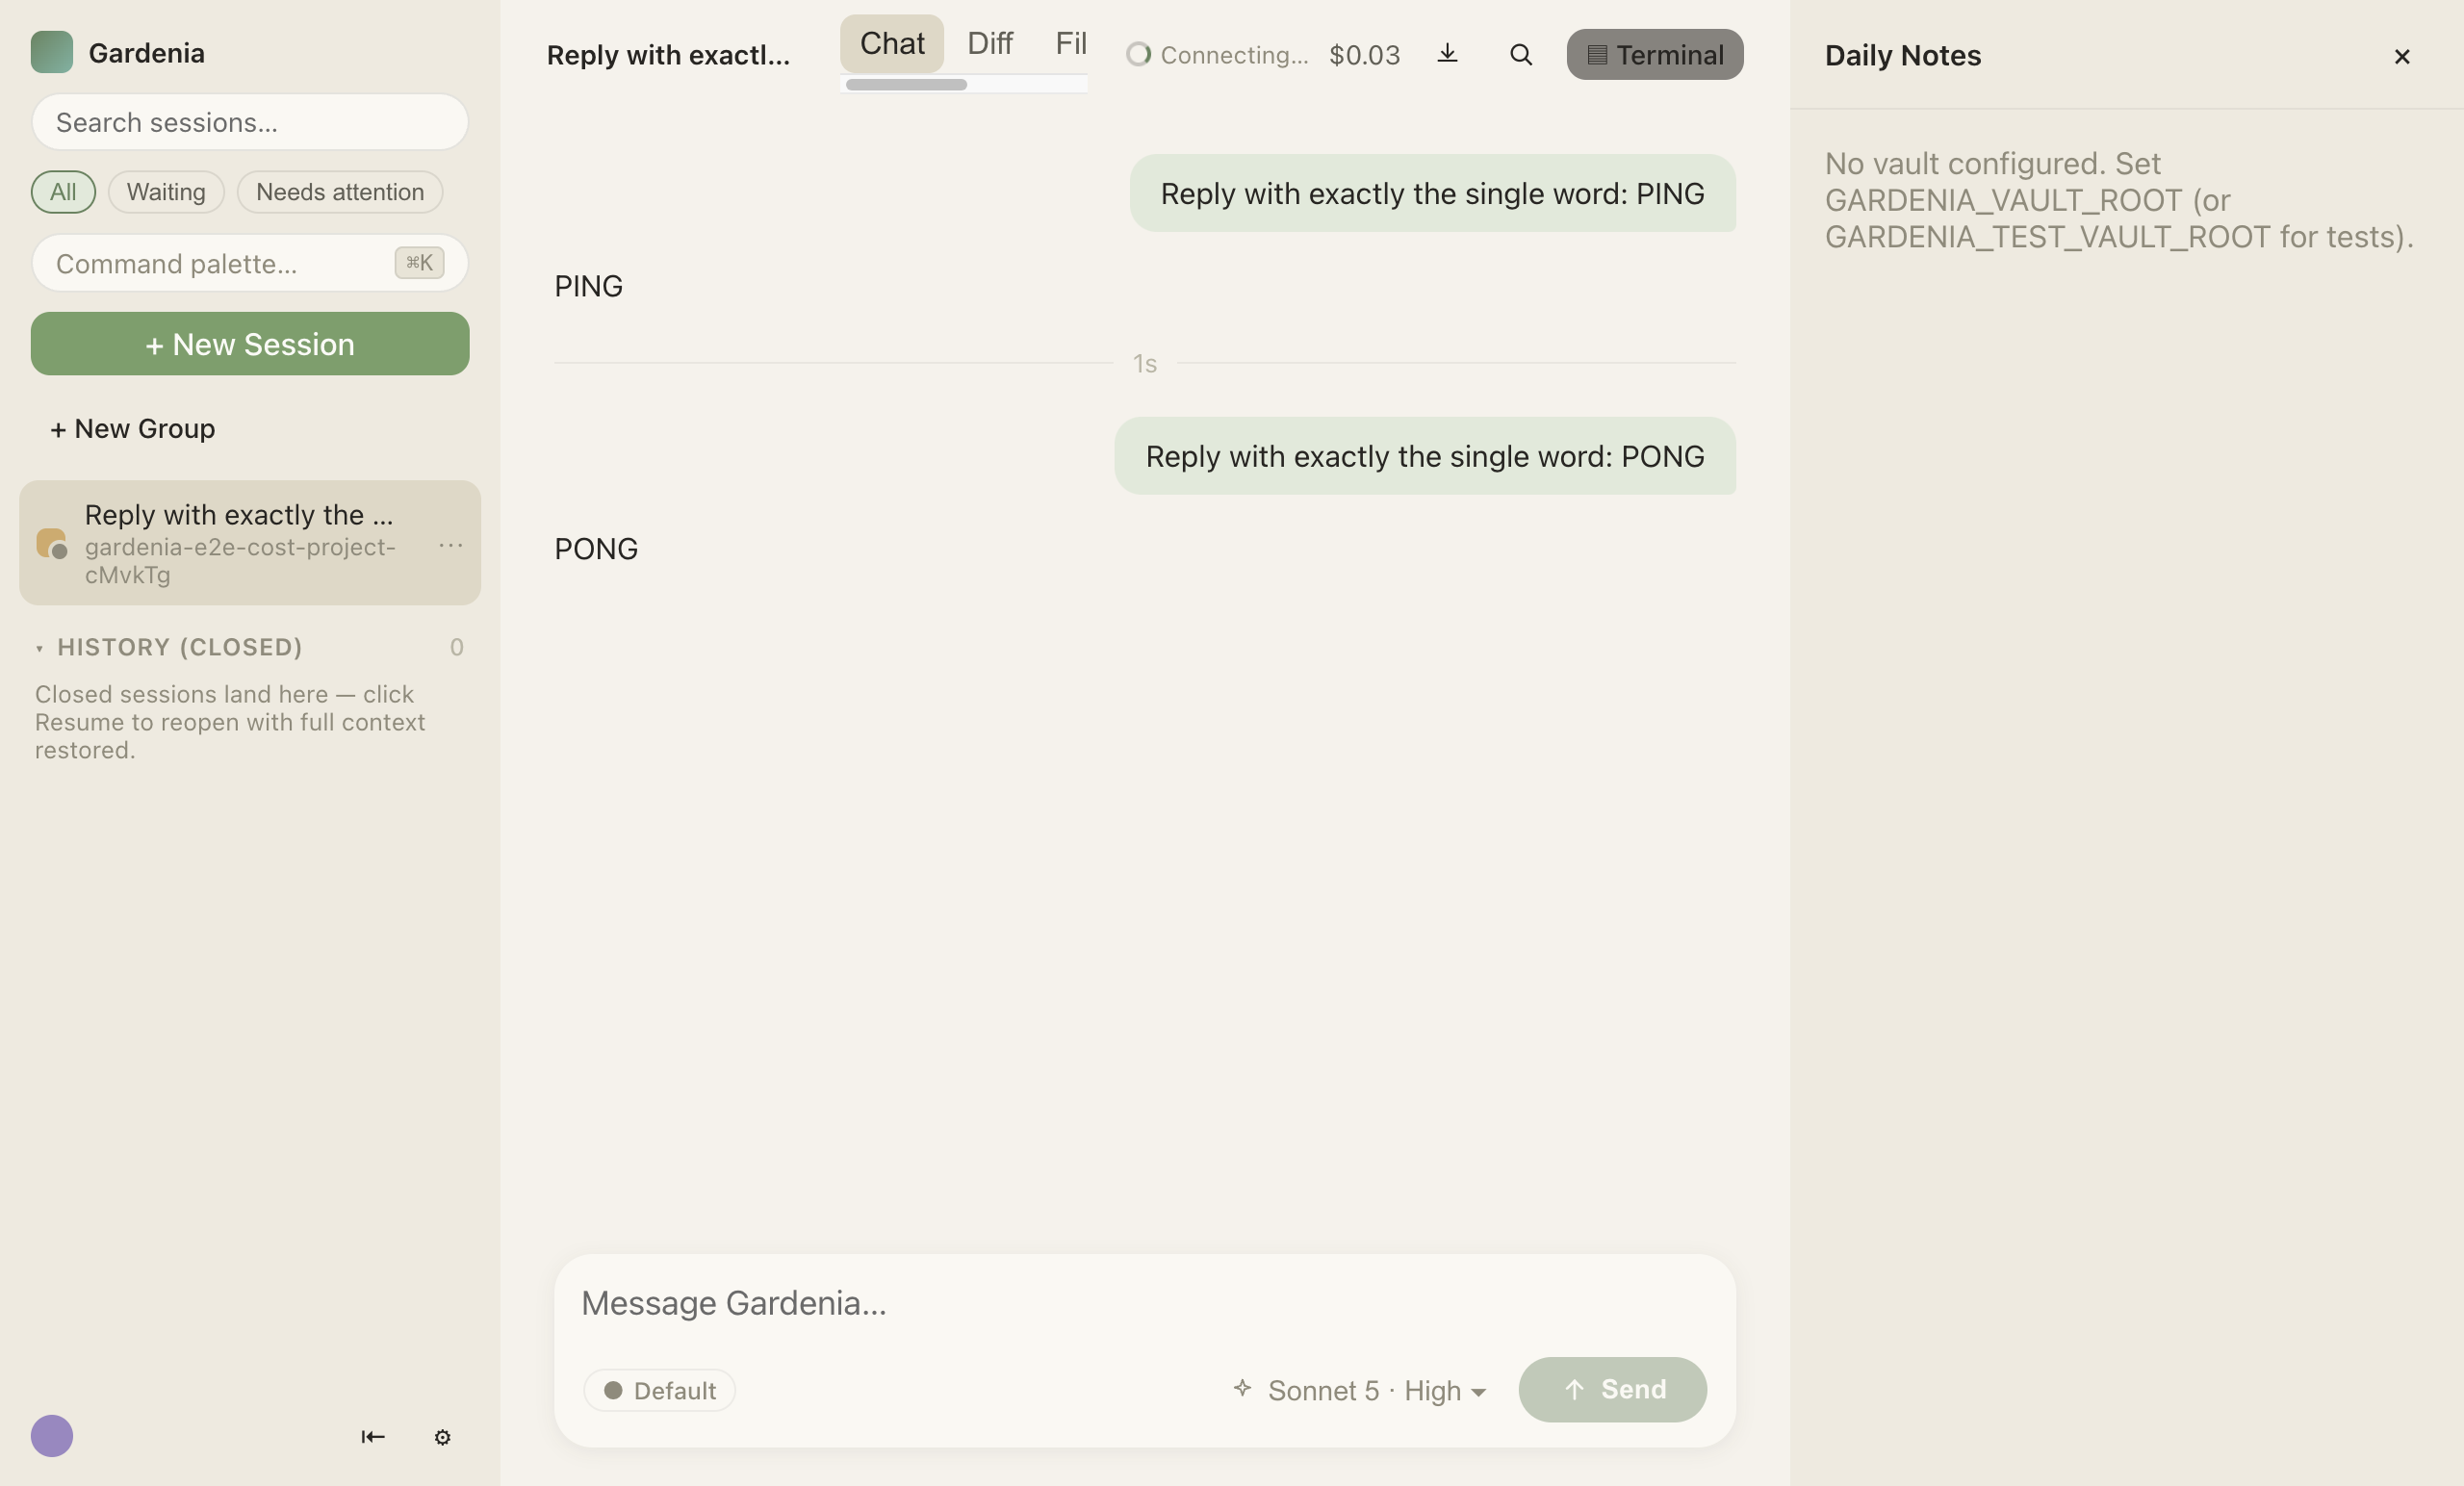 Gardenia
Search sessions...
All
Waiting
Needs attention
Command palette...
⌘K
+ New Session
+ New Group
Reply with exactly the ...
gardenia-e2e-cost-project-
cMvkTg
HISTORY (CLOSED)
0
Closed sessions land here — click
Resume to reopen with full context
restored.
Reply with exactl...
Chat
Diff
Fil
Connecting...
$0.03
Terminal
Reply with exactly the single word: PING
PING
1s
Reply with exactly the single word: PONG
PONG
Message Gardenia...
Default
Sonnet 5 · High
Send
Daily Notes
No vault configured. Set
GARDENIA_VAULT_ROOT (or
GARDENIA_TEST_VAULT_ROOT for tests).